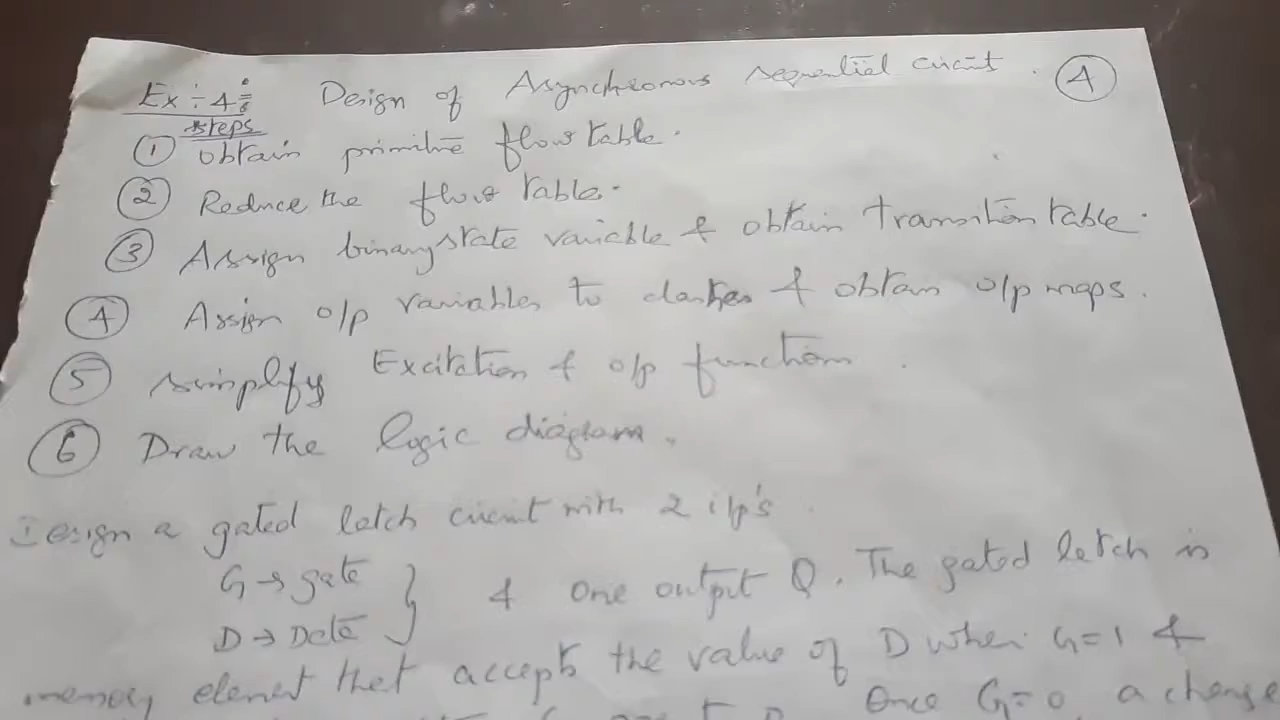 Ex:- 4:- Design of Asynchronous sequential circuit. 4
steps
1 obtain primitive flow table.
2 Reduce the flow table.
3 Assign binary state variable & obtain transition table.
4 Assign o/p variables to dashes & obtain o/p maps.
5 simplify Excitation & o/p function.
6 Draw the logic diagram.
Design a gated latch circuit with 2 i/p's.
G → gate
D → Data } & one output Q. The gated latch is
memory element that accepts the value of D when G=1 &
Once G=0, a change